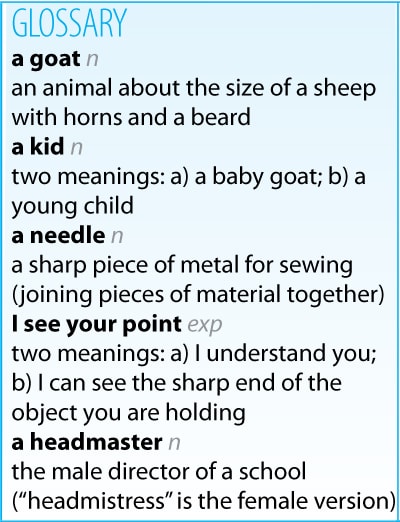 GLOSSARY
a goat n
an animal about the size of a sheep
with horns and a beard
a kid n
two meanings: a) a baby goat; b) a
young child
a needle n
a sharp piece of metal for sewing
(joining pieces of material together)
I see your point exp
two meanings: a) I understand you;
b) I can see the sharp end of the
object you are holding
a headmaster n
the male director of a school
(“headmistress” is the female version)